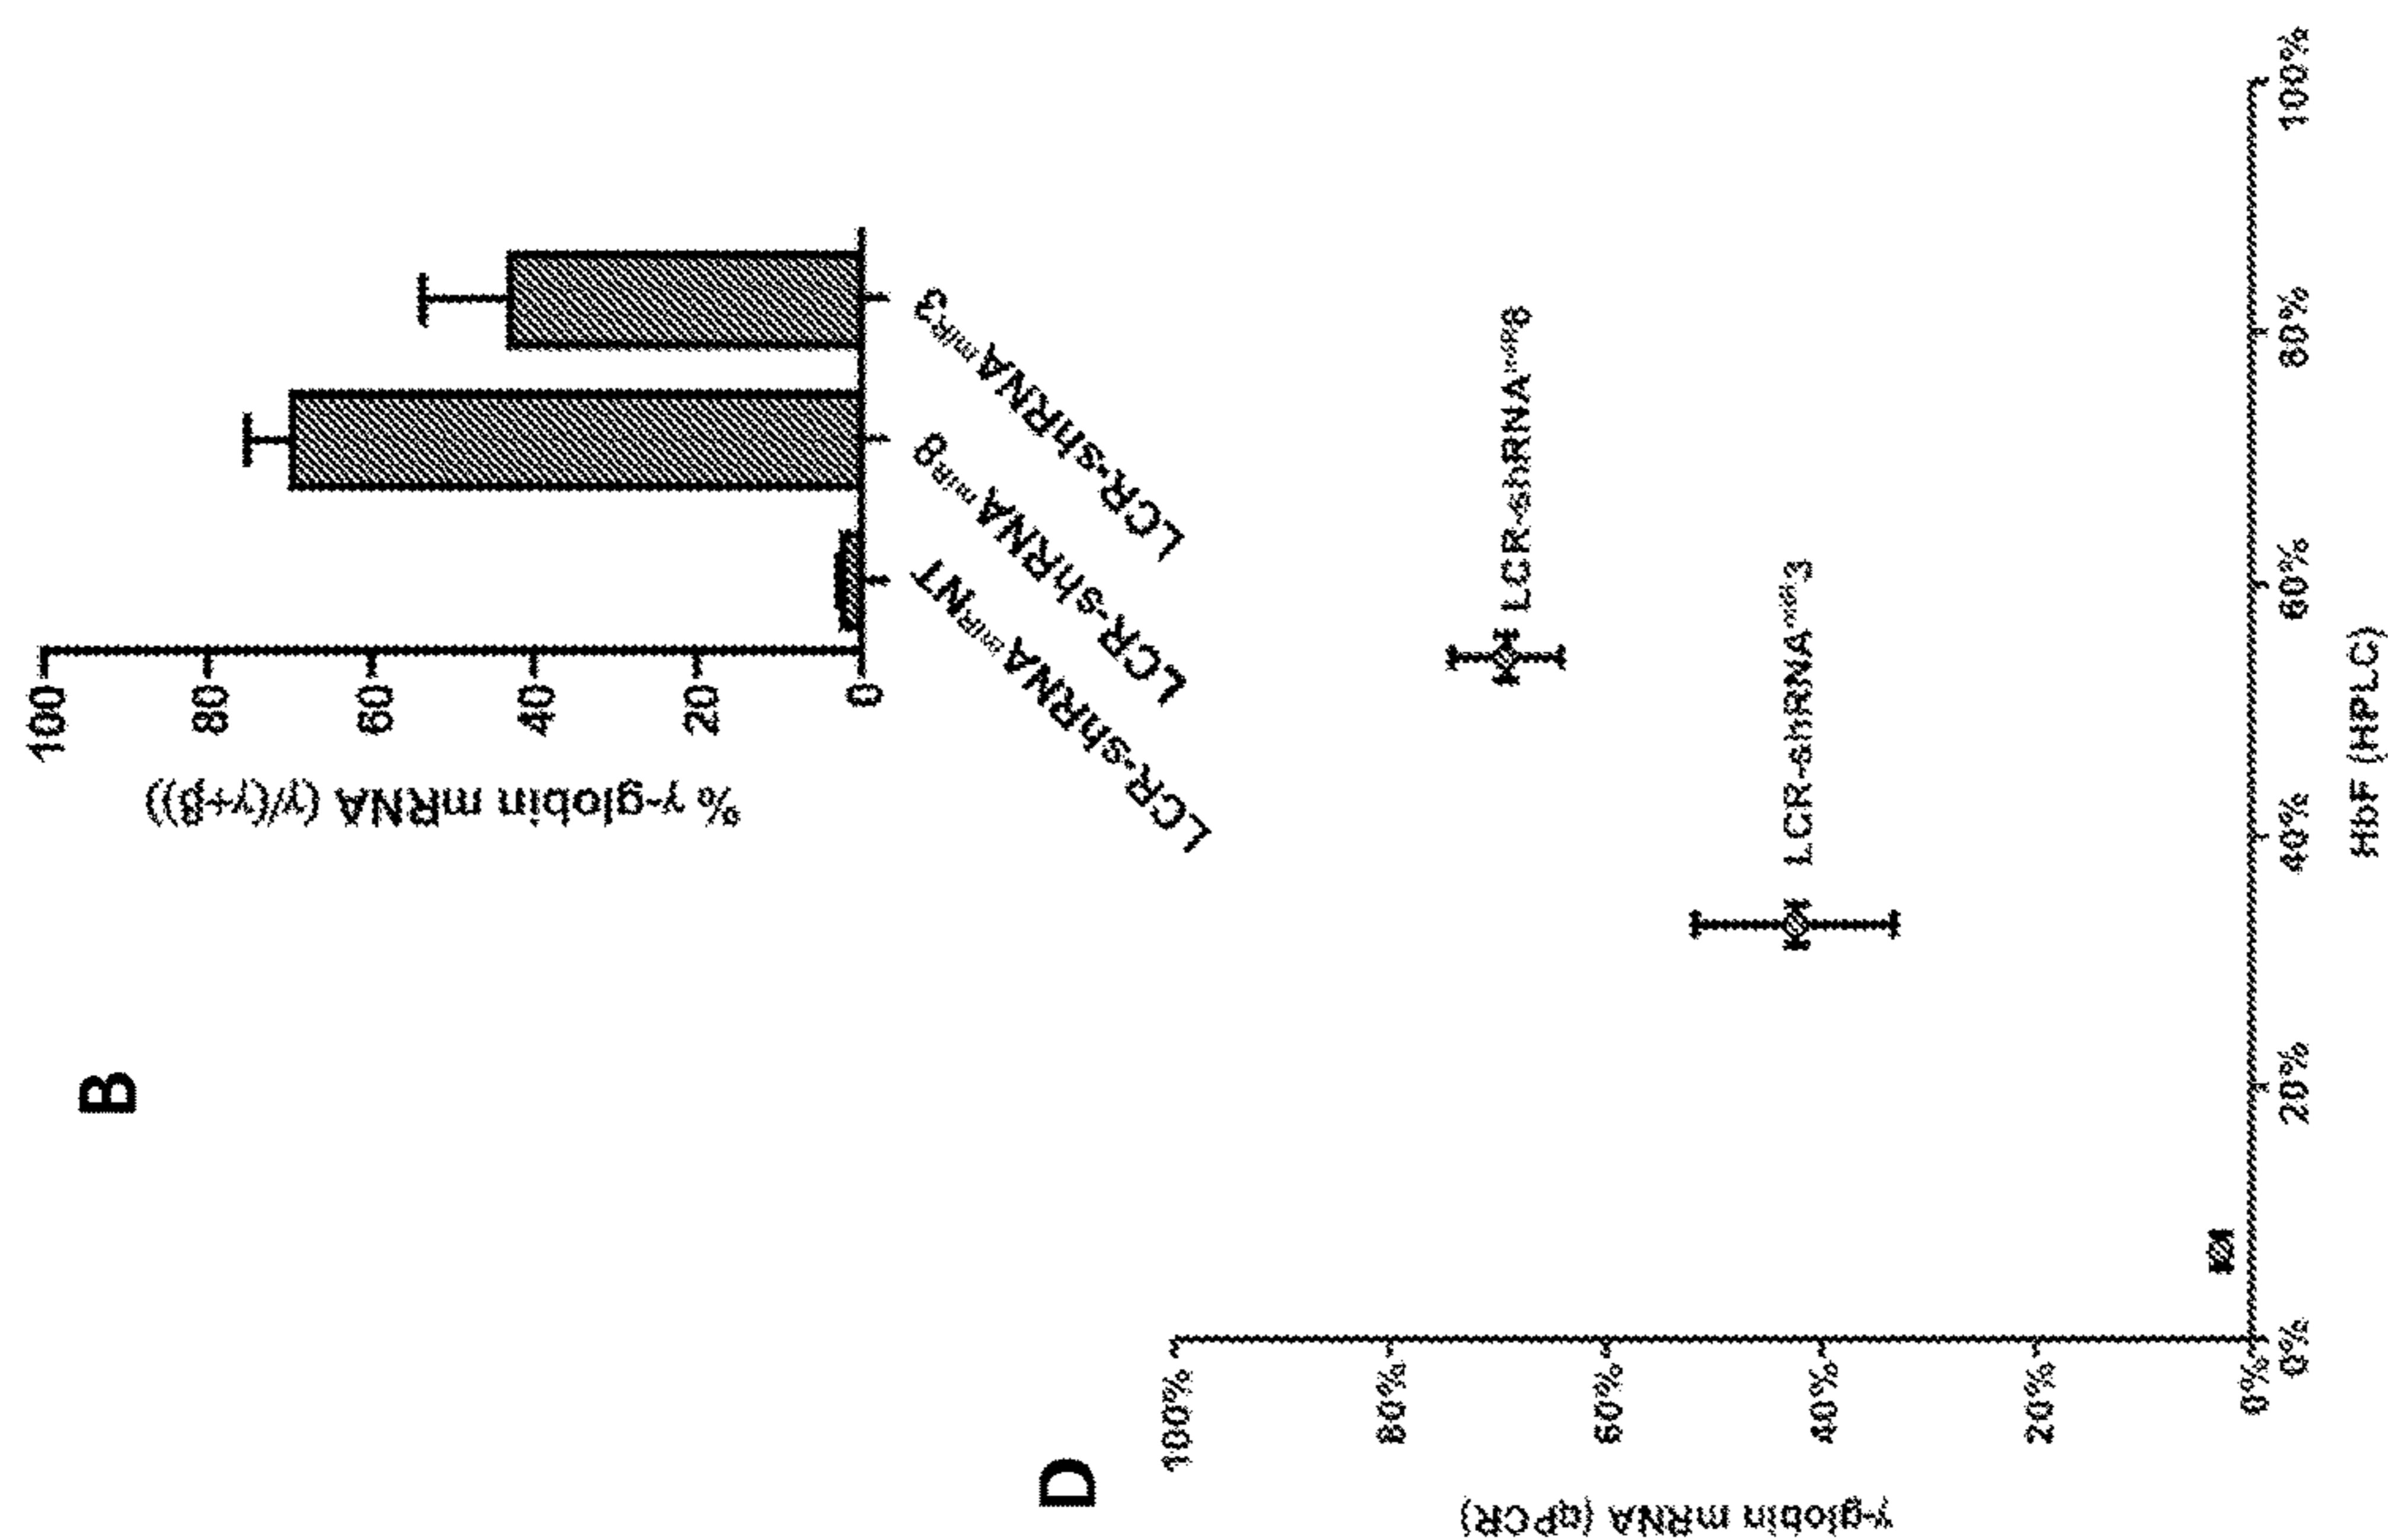 B
% γ-globin mRNA (γ/(γ+β))
100
80
60
40
20
0
LCR-shRNAmiRNT
LCR-shRNAmiR8
LCR-shRNAmiR3
D
γ-globin mRNA (qPCR)
100%
80%
60%
40%
20%
0%
LCR-shRNAmiR8
LCR-shRNAmiR3
0%
20%
40%
60%
80%
100%
HbF (HPLC)